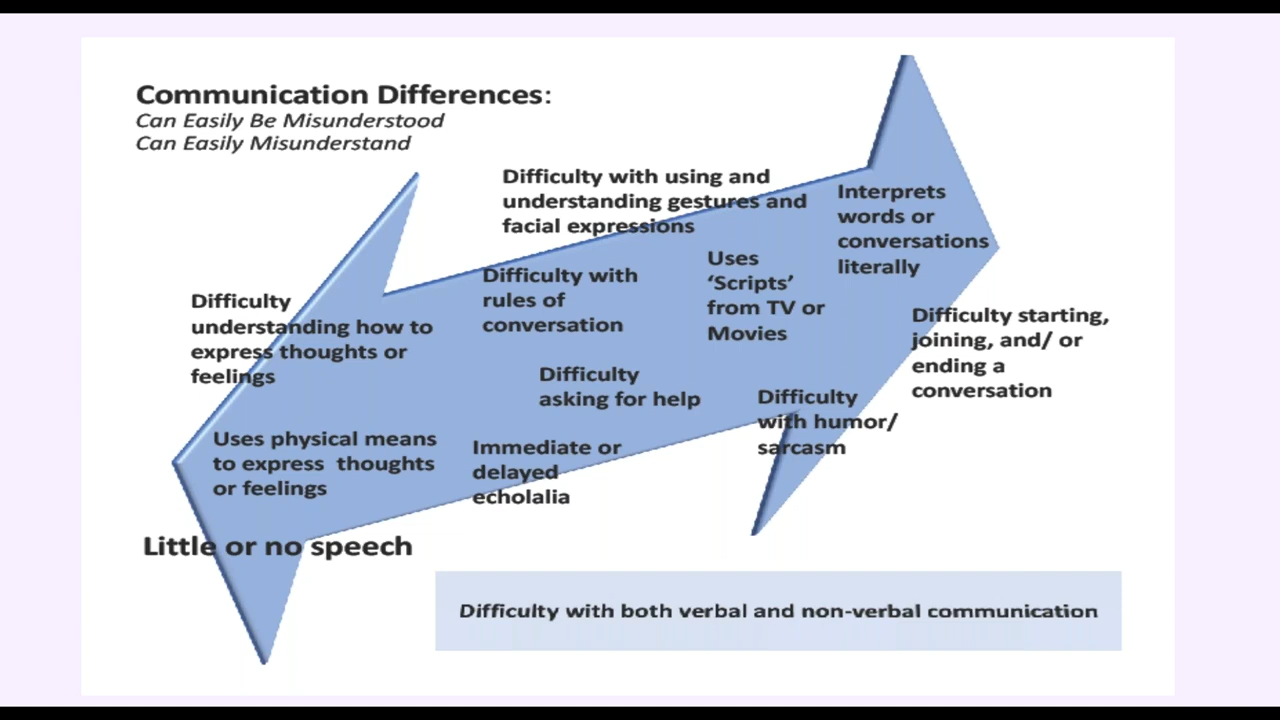 Communication Differences:
Can Easily Be Misunderstood
Can Easily Misunderstand
Difficulty with using and
understanding gestures and
facial expressions
Interprets
words or
conversations
literally
Uses
‘Scripts’
from TV or
Movies
Difficulty with
rules of
conversation
Difficulty
understanding how to
express thoughts or
feelings
Difficulty starting,
joining, and/ or
ending a
conversation
Difficulty
asking for help
Difficulty
with humor/
sarcasm
Uses physical means
to express thoughts
or feelings
Immediate or
delayed
echolalia
Little or no speech
Difficulty with both verbal and non-verbal communication